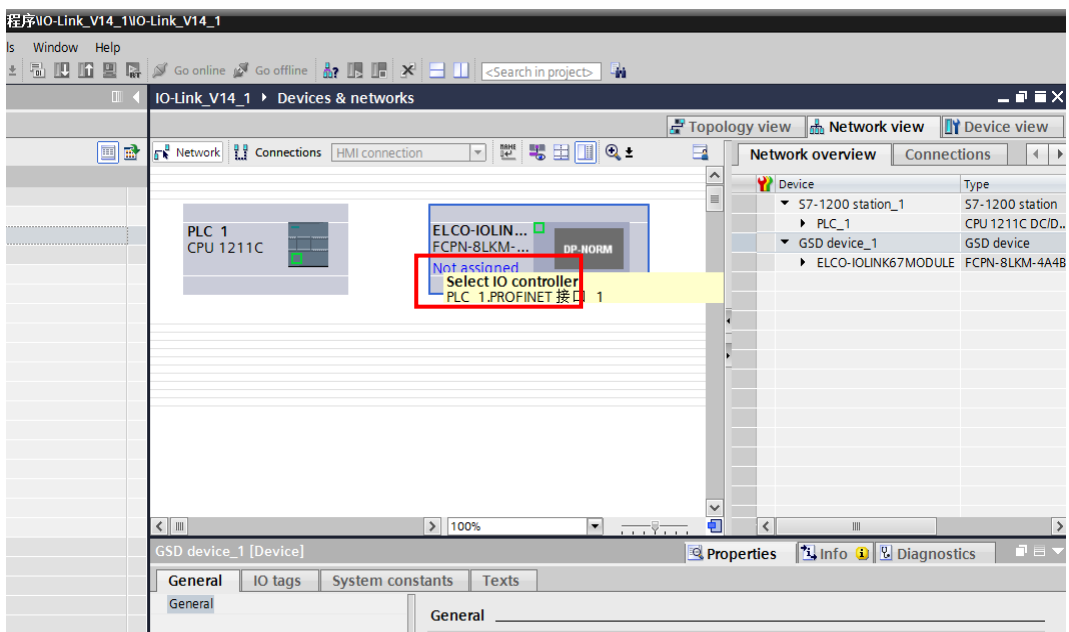 程序\IO-Link_V14_1\IO-Link_V14_1
ls Window Help
Go online Go offline <Search in project>
IO-Link_V14_1 Devices & networks
Topology view Network view Device view
Network Connections HMI connection
Network overview Connections
Device Type
S7-1200 station_1 S7-1200 station
PLC_1 CPU 1211C DC/D..
GSD device_1 GSD device
ELCO-IOLINK67MODULE FCPN-8LKM-4A4B
PLC 1
CPU 1211C
ELCO-IOLIN...
FCPN-8LKM-...
DP-NORM
Not assigned
Select IO controller
PLC 1.PROFINET 接口 1
100%
GSD device_1 [Device]
Properties Info Diagnostics
General IO tags System constants Texts
General
General